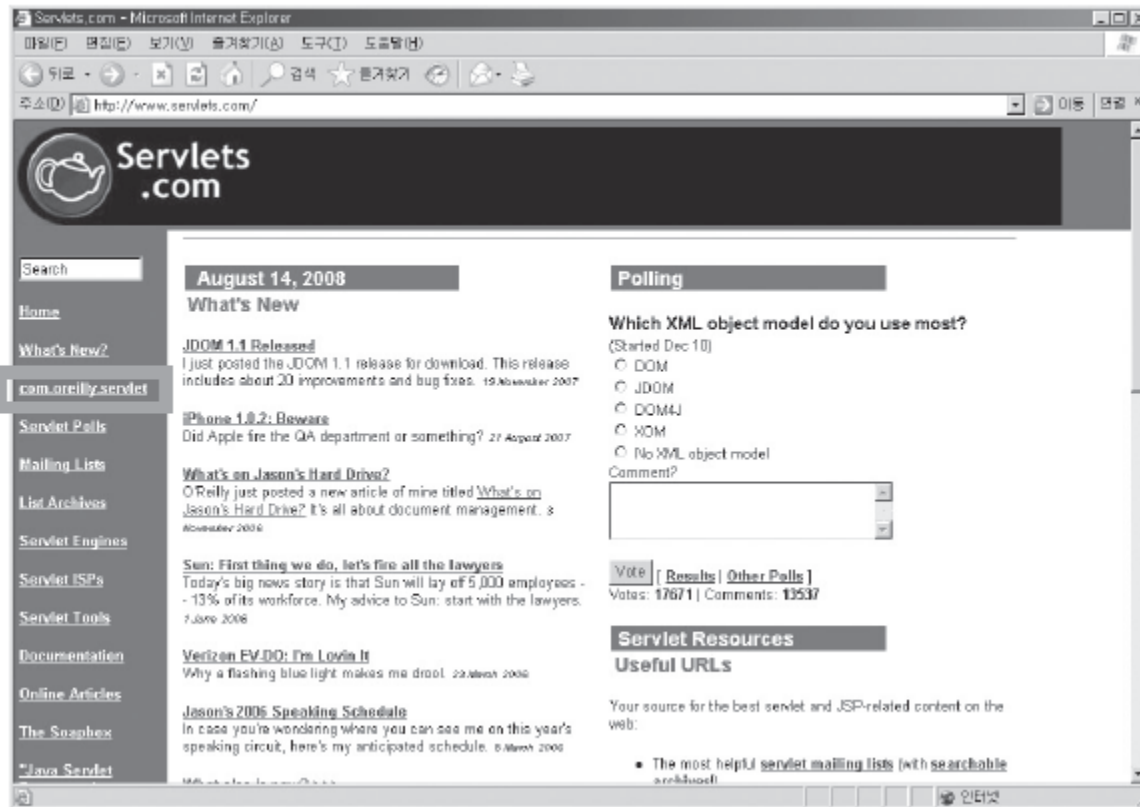 Servlets.com - Microsoft Internet Explorer
파일(F) 편집(E) 보기(V) 즐겨찾기(A) 도구(T) 도움말(H)
뒤로 검색 즐겨찾기
주소(D) http://www.servlets.com/ 이동 연결
Servlets
.com
Search
Home
What's New?
com.oreilly.servlet
Servlet Polls
Mailing Lists
List Archives
Servlet Engines
Servlet ISPs
Servlet Tools
Documentation
Online Articles
The Soapbox
"Java Servlet
August 14, 2008
What's New
JDOM 1.1 Released
I just posted the JDOM 1.1 release for download. This release
includes about 20 improvements and bug fixes. 19 November 2007
iPhone 1.0.2: Beware
Did Apple fire the QA department or something? 21 August 2007
What's on Jason's Hard Drive?
O'Reilly just posted a new article of mine titled What's on
Jason's Hard Drive? It's all about document management. 8
November 2006
Sun: First thing we do, let's fire all the lawyers
Today's big news story is that Sun will lay off 5,000 employees -
- 13% of its workforce. My advice to Sun: start with the lawyers.
1 June 2006
Verizon EV-DO: I'm Lovin It
Why a flashing blue light makes me drool. March 2006
Jason's 2006 Speaking Schedule
In case you're wondering where you can see me on this year's
speaking circuit, here's my anticipated schedule. March 2006
Polling
Which XML object model do you use most?
(Started Dec 10)
DOM
JDOM
DOM4J
XOM
No XML object model
Comment?
Vote [ Results | Other Polls ]
Votes: 17671 | Comments: 13537
Servlet Resources
Useful URLs
Your source for the best servlet and JSP-related content on the
web:
• The most helpful servlet mailing lists (with searchable
archives!)
인터넷